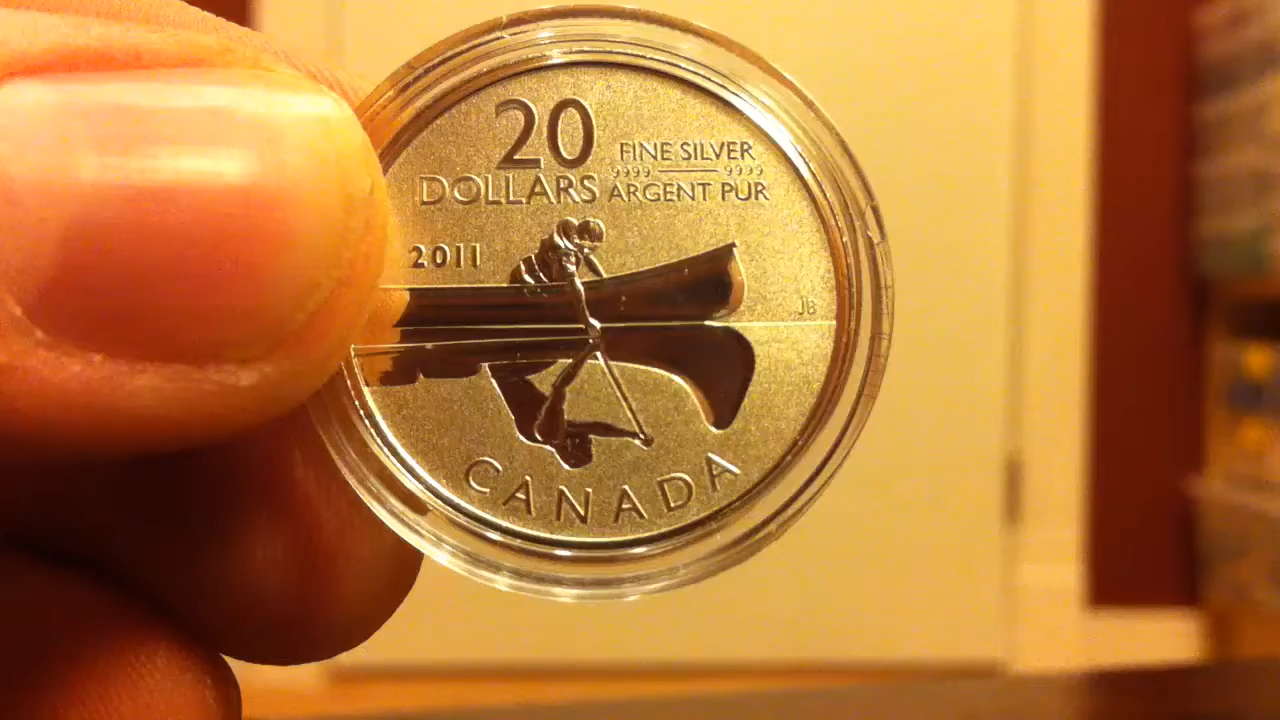 20
DOLLARS
FINE SILVER
9999 9999
ARGENT PUR
2011
JB
CANADA